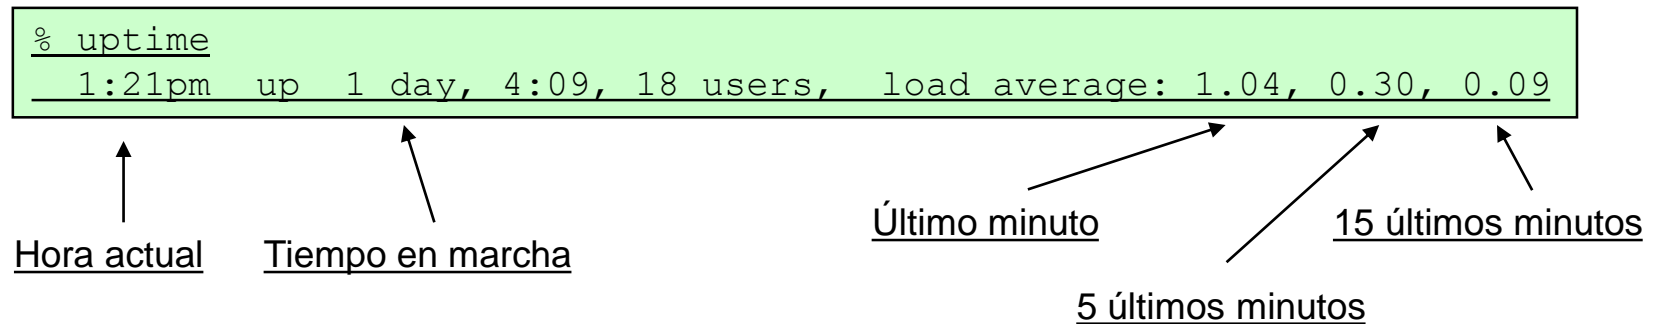 % uptime
1:21pm up 1 day, 4:09, 18 users, load average: 1.04, 0.30, 0.09
Hora actual
Tiempo en marcha
Último minuto
5 últimos minutos
15 últimos minutos